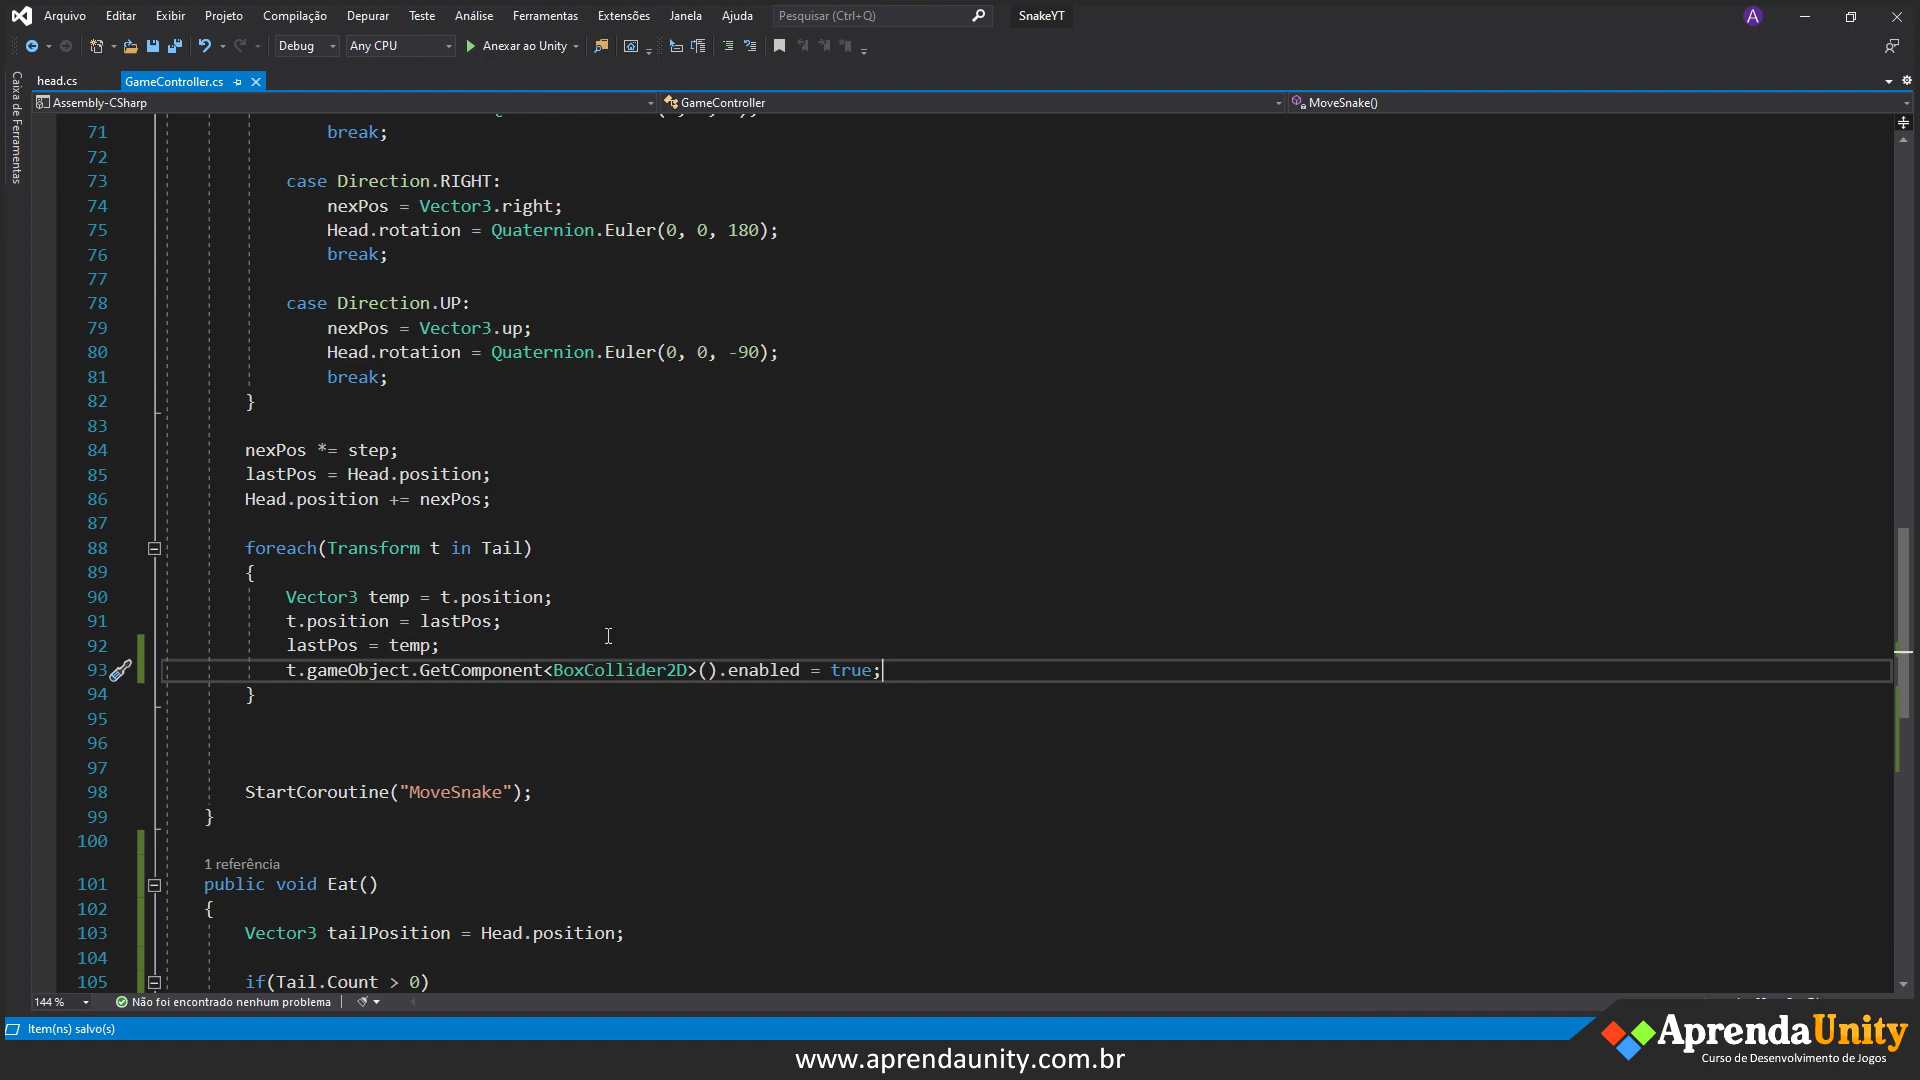 Arquivo Editar Exibir Projeto Compilação Depurar Teste Análise Ferramentas Extensões Janela Ajuda Pesquisar (Ctrl+Q) SnakeYT A
Debug Any CPU Anexar ao Unity
Caixa de Ferramentas
head.cs GameController.cs
Assembly-CSharp GameController MoveSnake()
71 break;
72
73 case Direction.RIGHT:
74 nexPos = Vector3.right;
75 Head.rotation = Quaternion.Euler(0, 0, 180);
76 break;
77
78 case Direction.UP:
79 nexPos = Vector3.up;
80 Head.rotation = Quaternion.Euler(0, 0, -90);
81 break;
82 }
83
84 nexPos *= step;
85 lastPos = Head.position;
86 Head.position += nexPos;
87
88 foreach(Transform t in Tail)
89 {
90 Vector3 temp = t.position;
91 t.position = lastPos;
92 lastPos = temp;
93 t.gameObject.GetComponent<BoxCollider2D>().enabled = true;
94 }
95
96
97
98 StartCoroutine("MoveSnake");
99 }
100
1 referência
101 public void Eat()
102 {
103 Vector3 tailPosition = Head.position;
104
105 if(Tail.Count > 0)
144 % Não foi encontrado nenhum problema
Item(ns) salvo(s)
AprendaUnity
Curso de Desenvolvimento de Jogos
www.aprendaunity.com.br